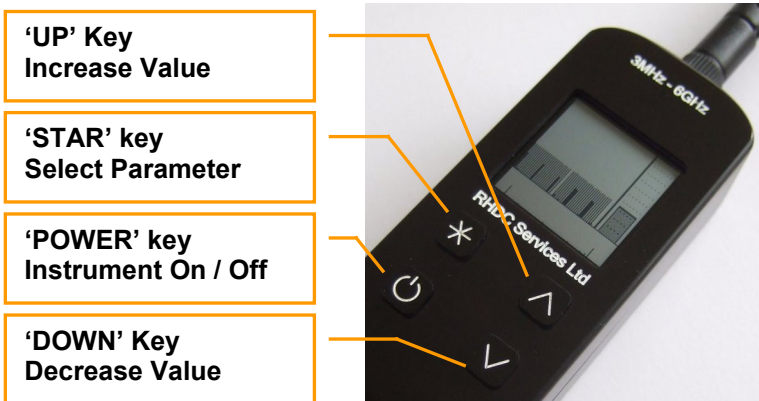 ‘UP’ Key
Increase Value
‘STAR’ key
Select Parameter
‘POWER’ key
Instrument On / Off
‘DOWN’ Key
Decrease Value
3MHz - 6GHz
RHDC Services Ltd